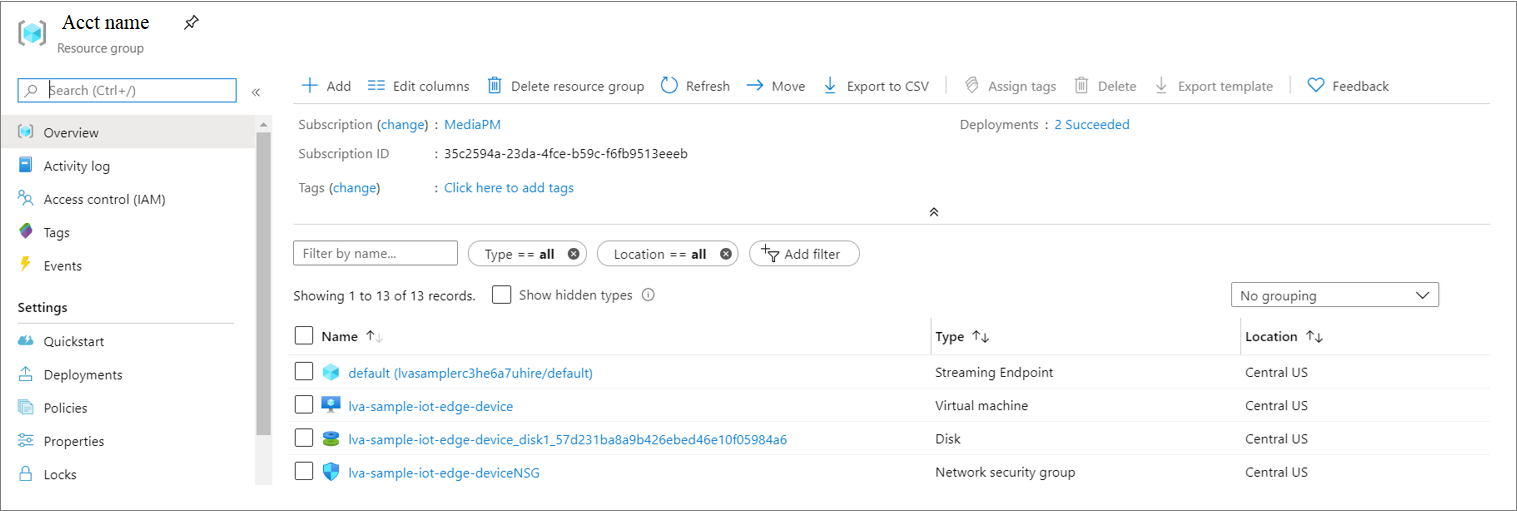 Acct name
Resource group
Search (Ctrl+/)
«
Overview
Activity log
Access control (IAM)
Tags
Events
Settings
Quickstart
Deployments
Policies
Properties
Locks
Add Edit columns Delete resource group Refresh Move Export to CSV Assign tags Delete Export template Feedback
Subscription (change) : MediaPM Deployments : 2 Succeeded
Subscription ID : 35c2594a-23da-4fce-b59c-f6fb9513eeeb
Tags (change) : Click here to add tags
Filter by name... Type == all Location == all Add filter
Showing 1 to 13 of 13 records. Show hidden types No grouping
Name Type Location
default (lvasamplerc3he6a7uhire/default) Streaming Endpoint Central US
lva-sample-iot-edge-device Virtual machine Central US
lva-sample-iot-edge-device_disk1_57d231ba8a9b426ebed46e10f05984a6 Disk Central US
lva-sample-iot-edge-deviceNSG Network security group Central US